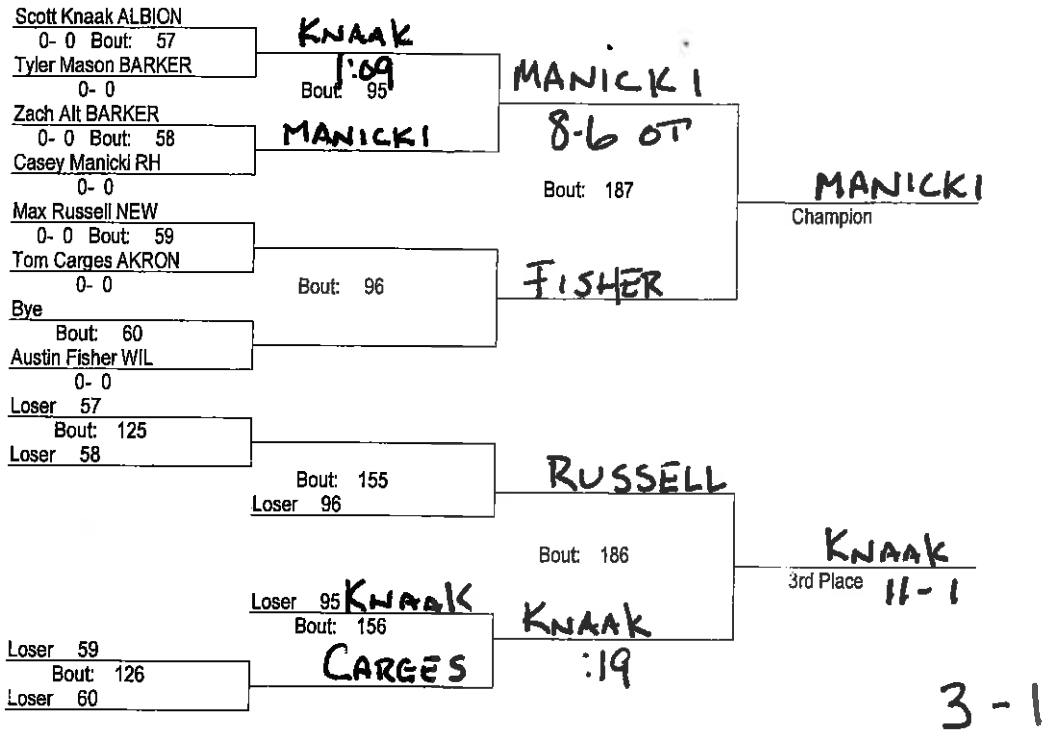 Scott Knaak ALBION
0- 0 Bout: 57
Tyler Mason BARKER
0- 0
Zach Alt BARKER
0- 0 Bout: 58
Casey Manicki RH
0- 0
Max Russell NEW
0- 0 Bout: 59
Tom Carges AKRON
0- 0
Bye
Bout: 60
Austin Fisher WIL
0- 0
Loser 57
Bout: 125
Loser 58
Loser 59
Bout: 126
Loser 60
KNAAK
1:09
Bout: 95
MANICKI
Bout: 96
Bout: 155
Loser 96
Loser 95 KNAAK
Bout: 156
CARGES
MANICKI
8-6 OT
Bout: 187
FISHER
RUSSELL
Bout: 186
KNAAK
:19
MANICKI
Champion
KNAAK
3rd Place 11-1
3-1